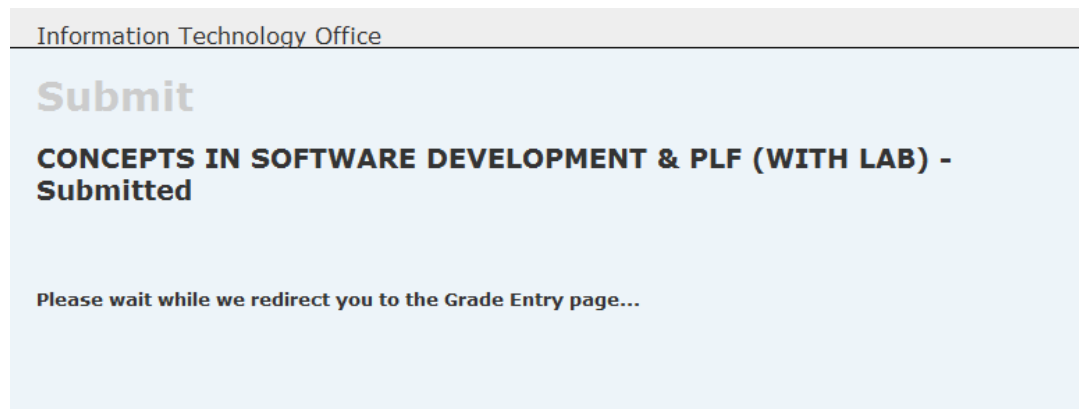 Information Technology Office
Submit
CONCEPTS IN SOFTWARE DEVELOPMENT & PLF (WITH LAB) -
Submitted
Please wait while we redirect you to the Grade Entry page...